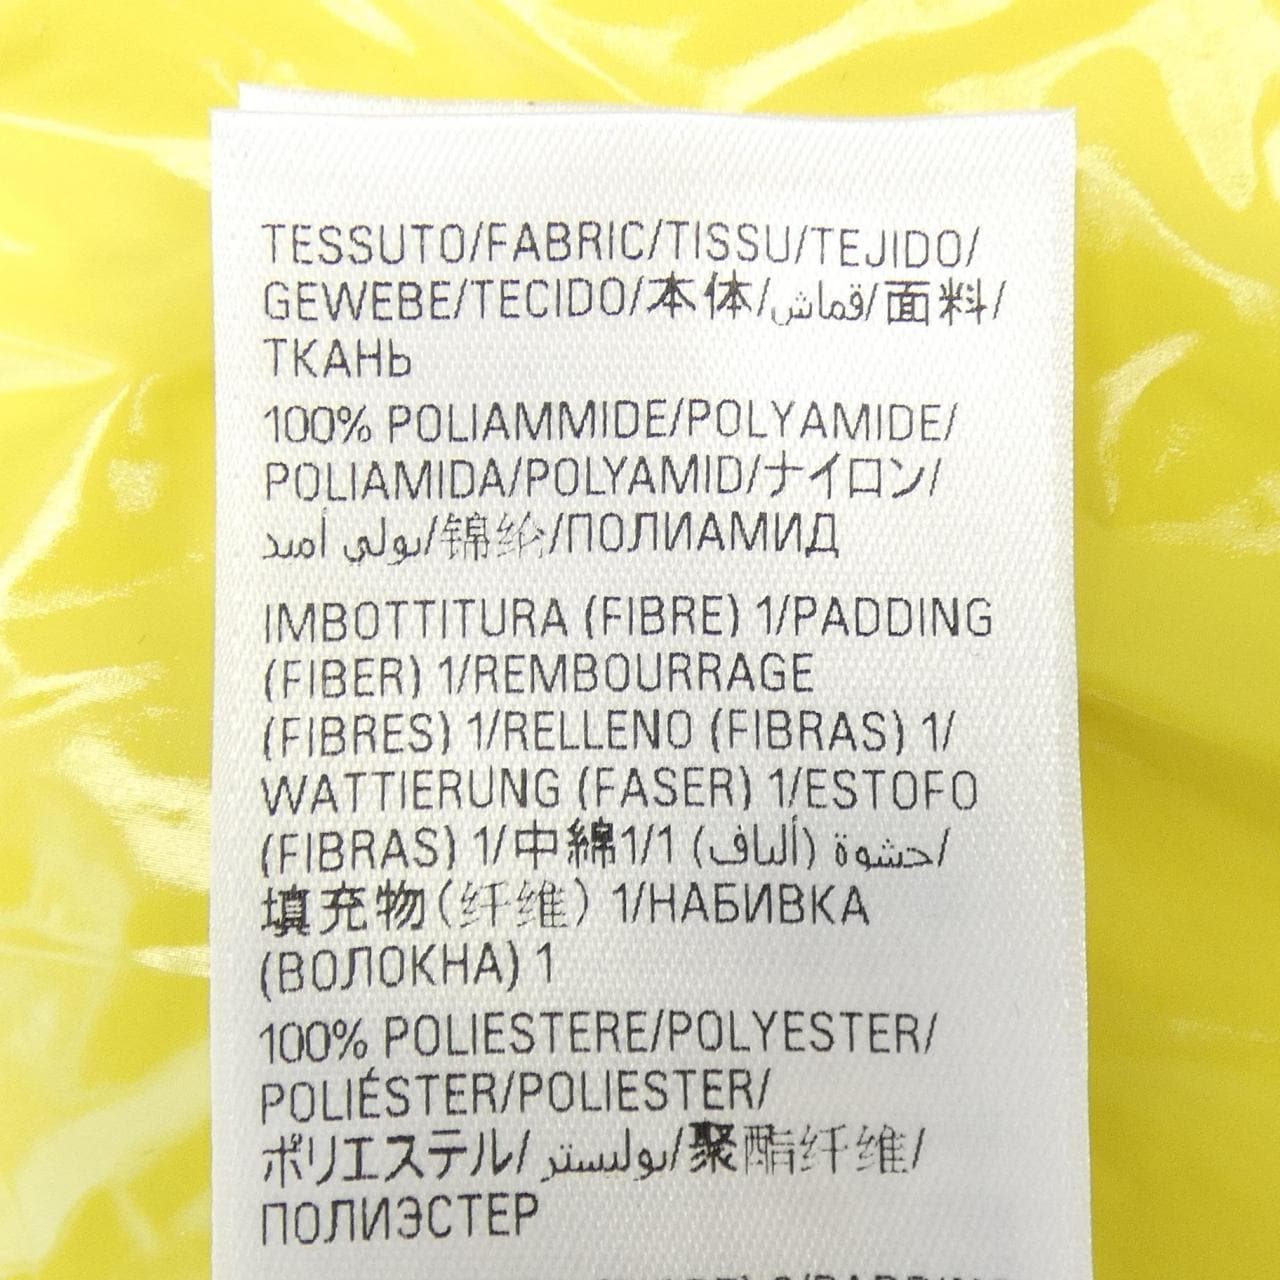 TESSUTO/FABRIC/TISSU/TEJIDO/
GEWEBE/TECIDO/本体/قماش/面料/
ТКАНЬ
100% POLIAMMIDE/POLYAMIDE/
POLIAMIDA/POLYAMID/ナイロン/
بولي أميد/锦纶/ПОЛИАМИД
IMBOTTITURA (FIBRE) 1/PADDING
(FIBER) 1/REMBOURRAGE
(FIBRES) 1/RELLENO (FIBRAS) 1/
WATTIERUNG (FASER) 1/ESTOFO
(FIBRAS) 1/中綿1/1 (ألياف) حشوة/
填充物(纤维) 1/НАБИВКА
(ВОЛОКНА) 1
100% POLIESTERE/POLYESTER/
POLIÉSTER/POLIESTER/
ポリエステル/بوليستر/聚酯纤维/
ПОЛИЭСТЕР